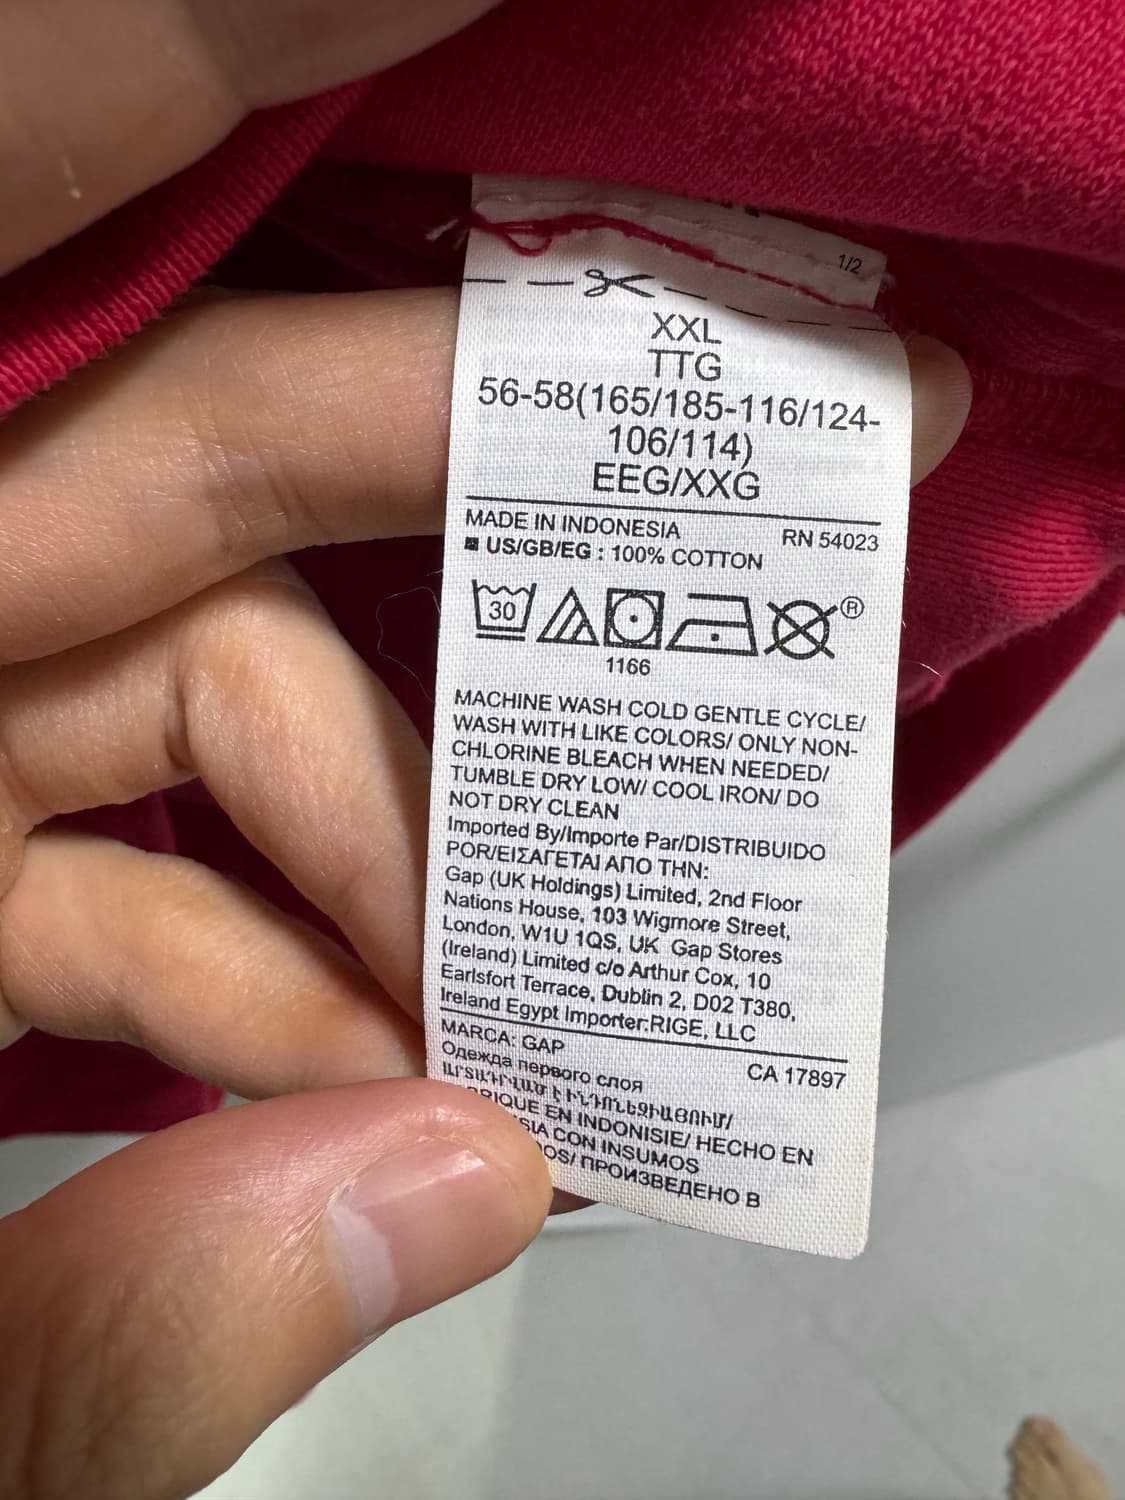 1/2
XXL
TTG
56-58(165/185-116/124-
106/114)
EEG/XXG
MADE IN INDONESIA RN 54023
US/GB/EG : 100% COTTON
30 ®
1166
MACHINE WASH COLD GENTLE CYCLE/
WASH WITH LIKE COLORS/ ONLY NON-
CHLORINE BLEACH WHEN NEEDED/
TUMBLE DRY LOW/ COOL IRON/ DO
NOT DRY CLEAN
Imported By/Importe Par/DISTRIBUIDO
POR/ΕΙΣΑΓΕΤΑΙ ΑΠΟ ΤΗΝ:
Gap (UK Holdings) Limited, 2nd Floor
Nations House, 103 Wigmore Street,
London, W1U 1QS, UK Gap Stores
(Ireland) Limited c/o Arthur Cox, 10
Earlsfort Terrace, Dublin 2, D02 T380,
Ireland Egypt Importer:RIGE, LLC
MARCA: GAP CA 17897
Одежда первого слоя
ԱՐՏԱԴՐՎԱԾ Է ԻՆԴՈՆԵԶԻԱՅՈՒՄ/
EN INDONISIE/ HECHO EN
CON INSUMOS
ПРОИЗВЕДЕНО В